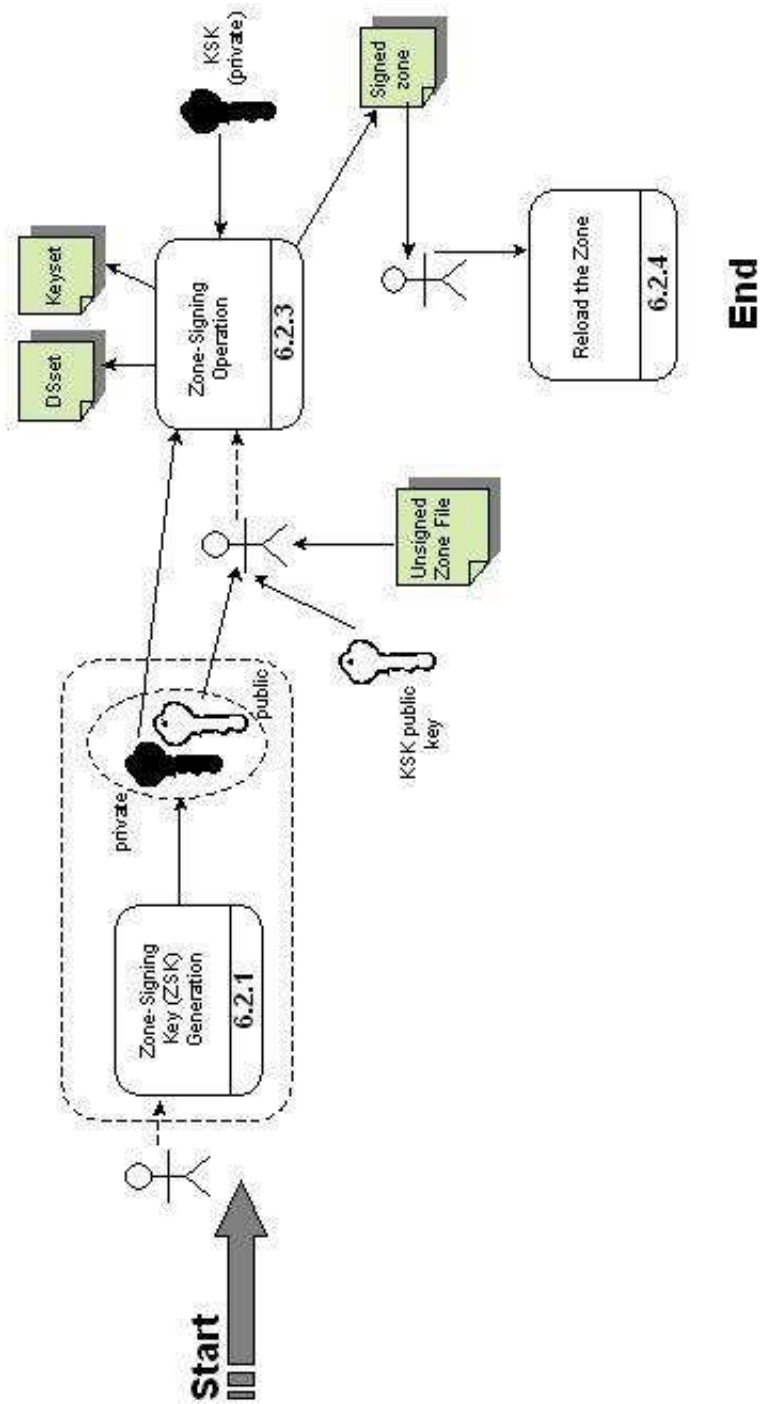 Start
Zone-Signing
Key (ZSK)
Generation
6.2.1
private
public
KSK public
key
Unsigned
Zone File
DSset
Keyset
Zone-Signing
Operation
6.2.3
KSK
(private)
Signed
zone
Reload the Zone
6.2.4
End